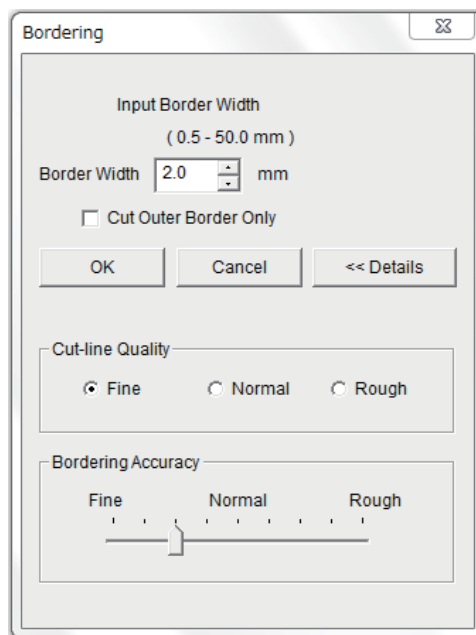 Bordering
Input Border Width
( 0.5 - 50.0 mm )
Border Width 2.0 mm
Cut Outer Border Only
OK Cancel << Details
Cut-line Quality
Fine Normal Rough
Bordering Accuracy
Fine Normal Rough